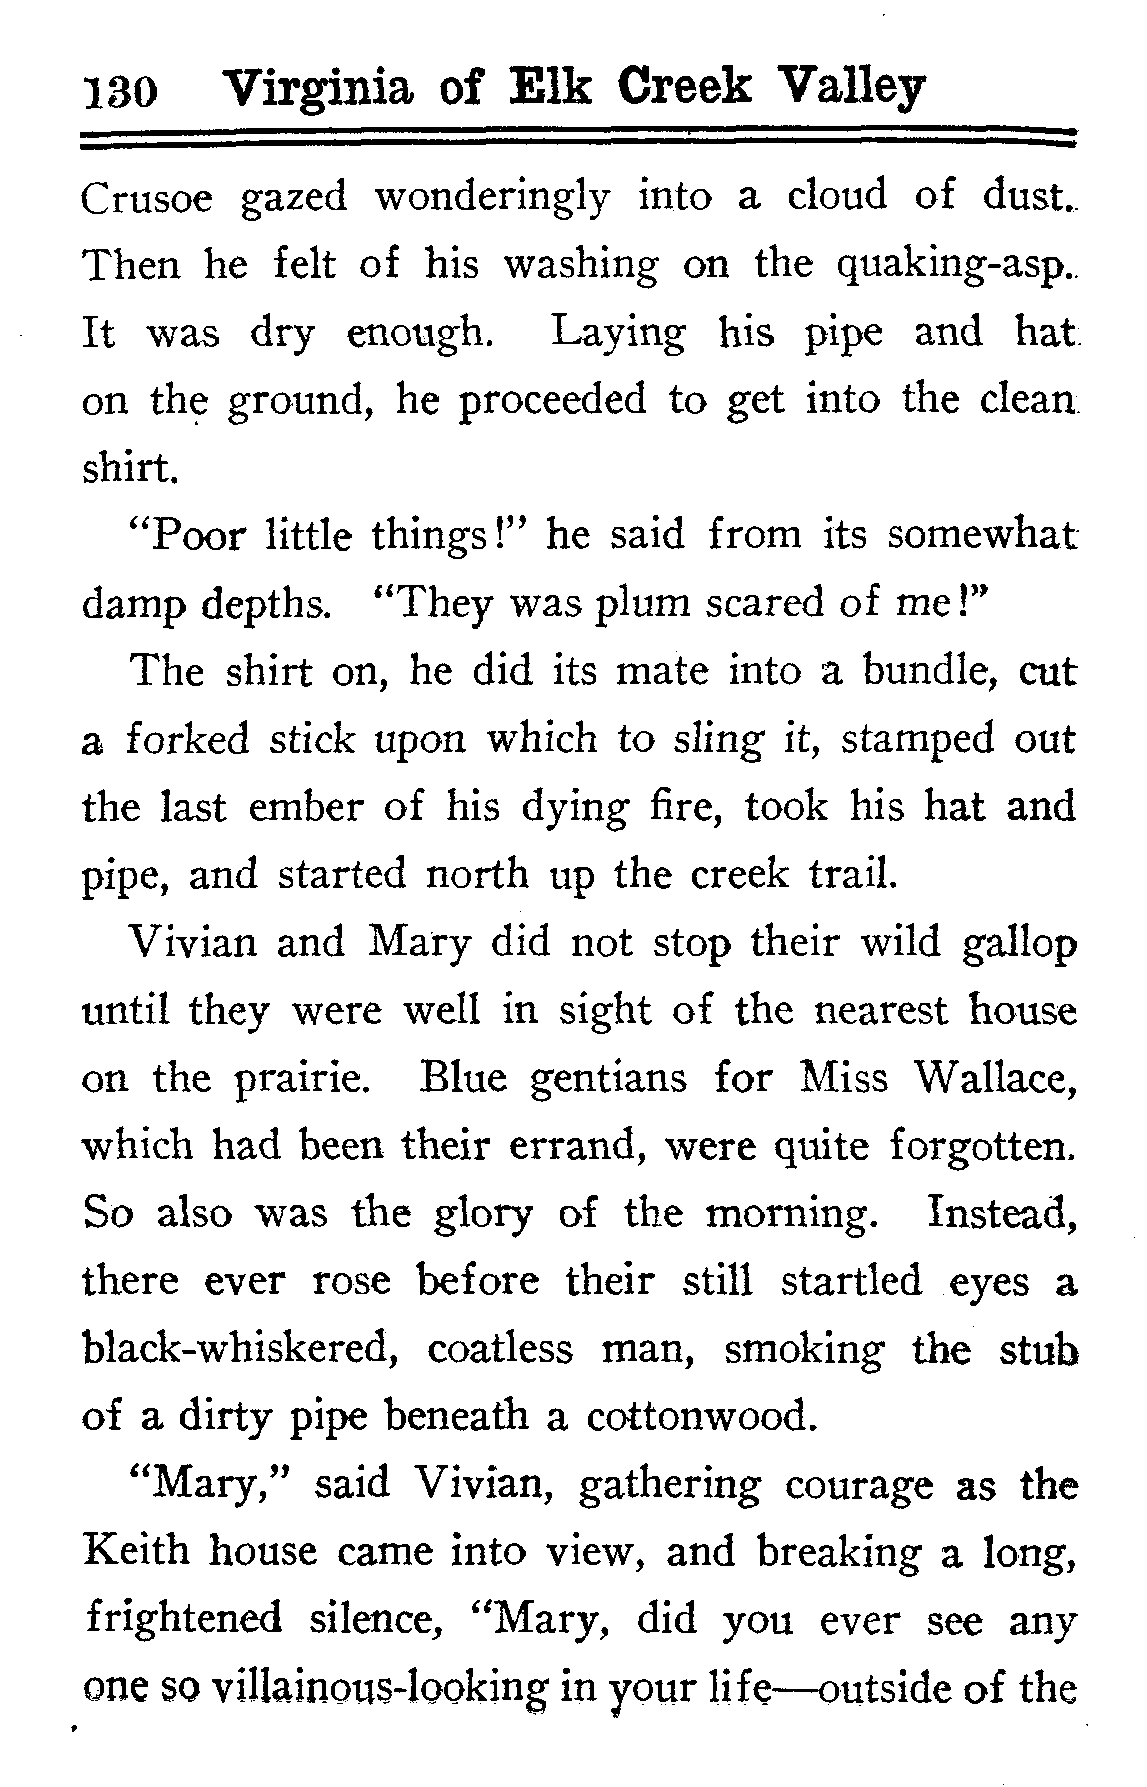 130 Virginia of Elk Creek Valley
Crusoe gazed wonderingly into a cloud of dust.
Then he felt of his washing on the quaking-asp.
It was dry enough. Laying his pipe and hat
on the ground, he proceeded to get into the clean
shirt.
"Poor little things!" he said from its somewhat
damp depths. "They was plum scared of me!"
The shirt on, he did its mate into a bundle, cut
a forked stick upon which to sling it, stamped out
the last ember of his dying fire, took his hat and
pipe, and started north up the creek trail.
Vivian and Mary did not stop their wild gallop
until they were well in sight of the nearest house
on the prairie. Blue gentians for Miss Wallace,
which had been their errand, were quite forgotten.
So also was the glory of the morning. Instead,
there ever rose before their still startled eyes a
black-whiskered, coatless man, smoking the stub
of a dirty pipe beneath a cottonwood.
"Mary," said Vivian, gathering courage as the
Keith house came into view, and breaking a long,
frightened silence, "Mary, did you ever see any
one so villainous-looking in your life—outside of the